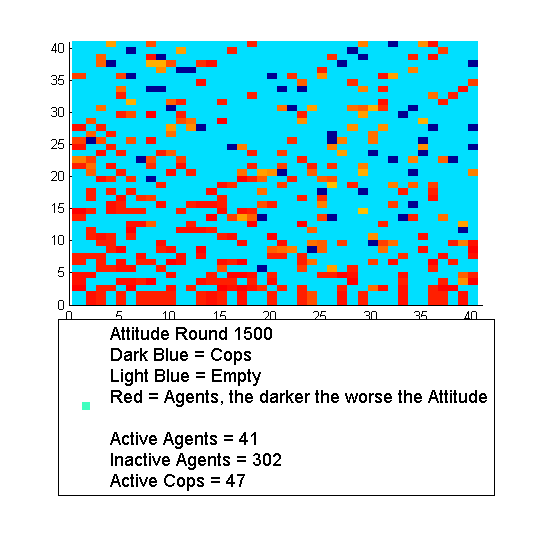 40
35
30
25
20
15
10
5
0
0 5 10 15 20 25 30 35 40
Attitude Round 1500
Dark Blue = Cops
Light Blue = Empty
Red = Agents, the darker the worse the Attitude
Active Agents = 41
Inactive Agents = 302
Active Cops = 47